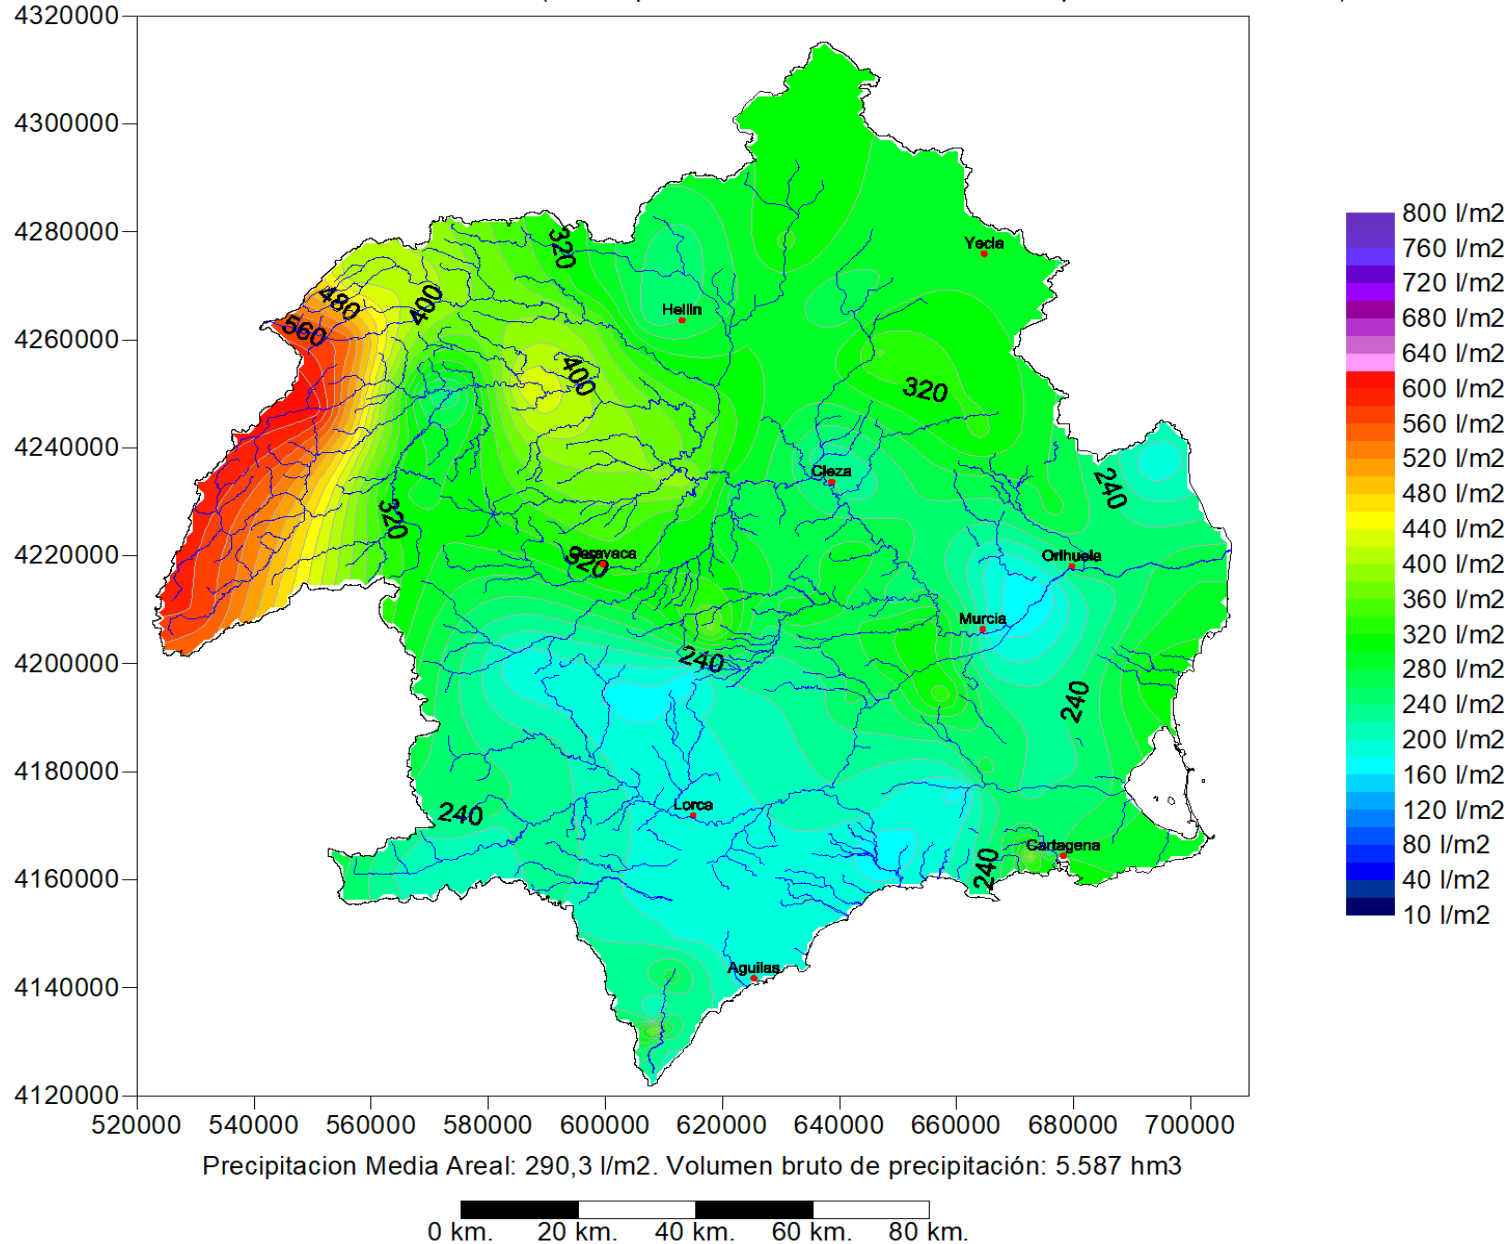 4320000
4300000
4280000
4260000
4240000
4220000
4200000
4180000
4160000
4140000
4120000
520000 540000 560000 580000 600000 620000 640000 660000 680000 700000
320
480
400
560
400
320
320
320
240
240
240
240
240
Yecla
Hellin
Cieza
Caravaca
Orihuela
Murcia
Lorca
Cartagena
Aguilas
800 l/m2
760 l/m2
720 l/m2
680 l/m2
640 l/m2
600 l/m2
560 l/m2
520 l/m2
480 l/m2
440 l/m2
400 l/m2
360 l/m2
320 l/m2
280 l/m2
240 l/m2
200 l/m2
160 l/m2
120 l/m2
80 l/m2
40 l/m2
10 l/m2
Precipitacion Media Areal: 290,3 l/m2. Volumen bruto de precipitación: 5.587 hm3
0 km. 20 km. 40 km. 60 km. 80 km.